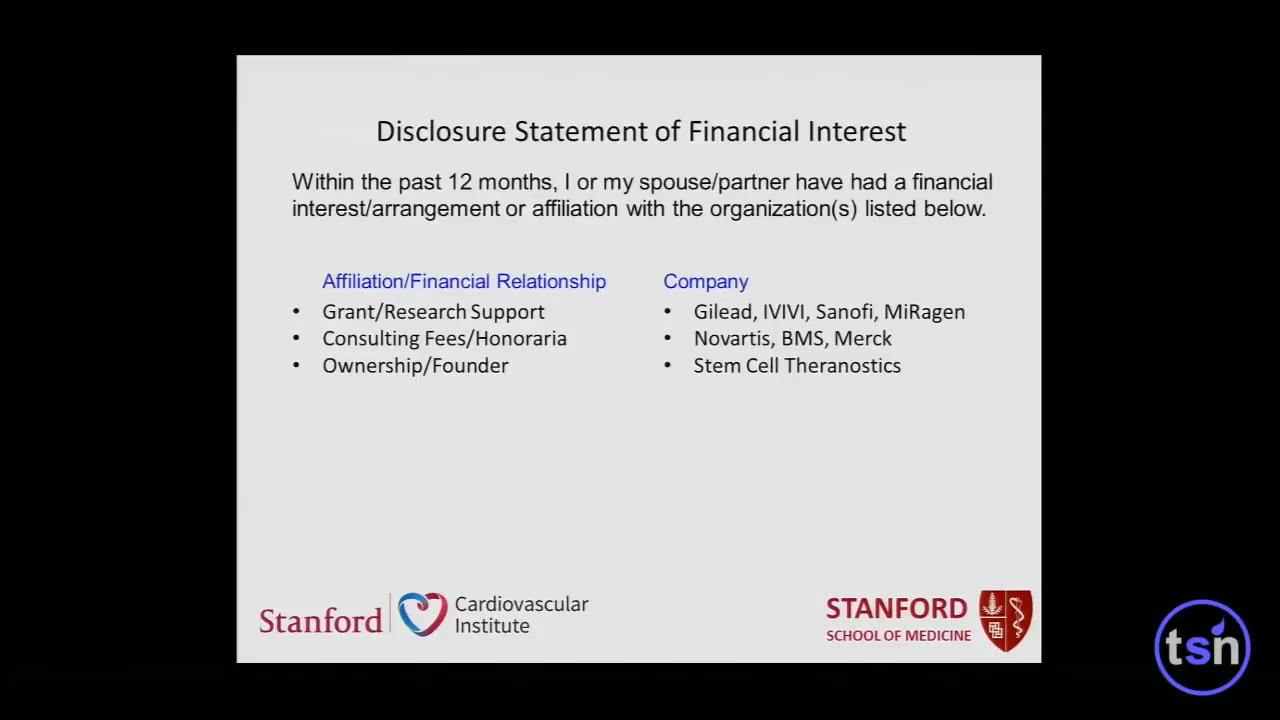 Disclosure Statement of Financial Interest
Within the past 12 months, I or my spouse/partner have had a financial
interest/arrangement or affiliation with the organization(s) listed below.
Affiliation/Financial Relationship
• Grant/Research Support
• Consulting Fees/Honoraria
• Ownership/Founder
Company
• Gilead, IVIVI, Sanofi, MiRagen
• Novartis, BMS, Merck
• Stem Cell Theranostics
Stanford
Cardiovascular
Institute
STANFORD
SCHOOL OF MEDICINE
tsn